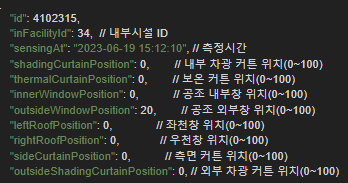 "id": 4102315,
"inFacilityId": 34, // 내부시설 ID
"sensingAt": "2023-06-19 15:12:10", // 측정시간
"shadingCurtainPosition": 0, // 내부 차광 커튼 위치(0~100)
"thermalCurtainPosition": 0, // 보온 커튼 위치(0~100)
"innerWindowPosition": 0, // 공조 내부창 위치(0~100)
"outsideWindowPosition": 20, // 공조 외부창 위치(0~100)
"leftRoofPosition": 0, // 좌천창 위치(0~100)
"rightRoofPosition": 0, // 우천창 위치(0~100)
"sideCurtainPosition": 0, // 측면 커튼 위치(0~100)
"outsideShadingCurtainPosition": 0, // 외부 차광 커튼 위치(0~100)